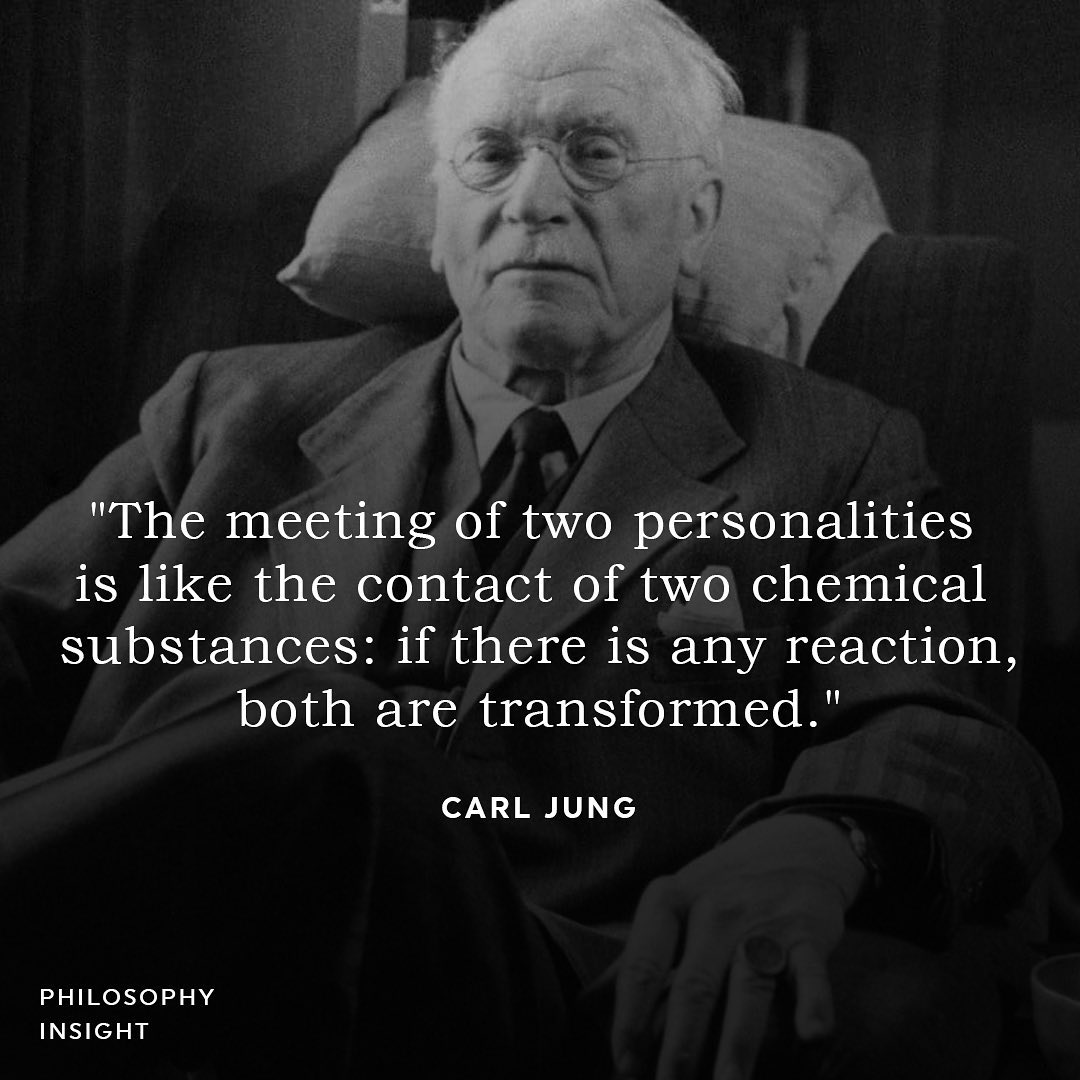 "The meeting of two personalities
is like the contact of two chemical
substances: if there is any reaction,
both are transformed."
CARL JUNG
PHILOSOPHY
INSIGHT